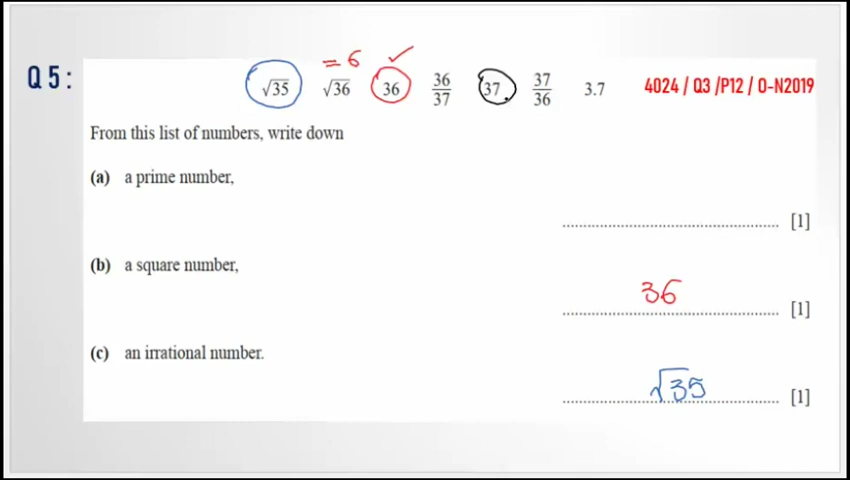 = 6 ✓
Q 5 : √35 √36 36 36/37 37 37/36 3.7 4024 / Q3 /P12 / O-N2019
From this list of numbers, write down
(a) a prime number,
.................................................. [1]
(b) a square number,
36
.................................................. [1]
(c) an irrational number.
√35
.................................................. [1]